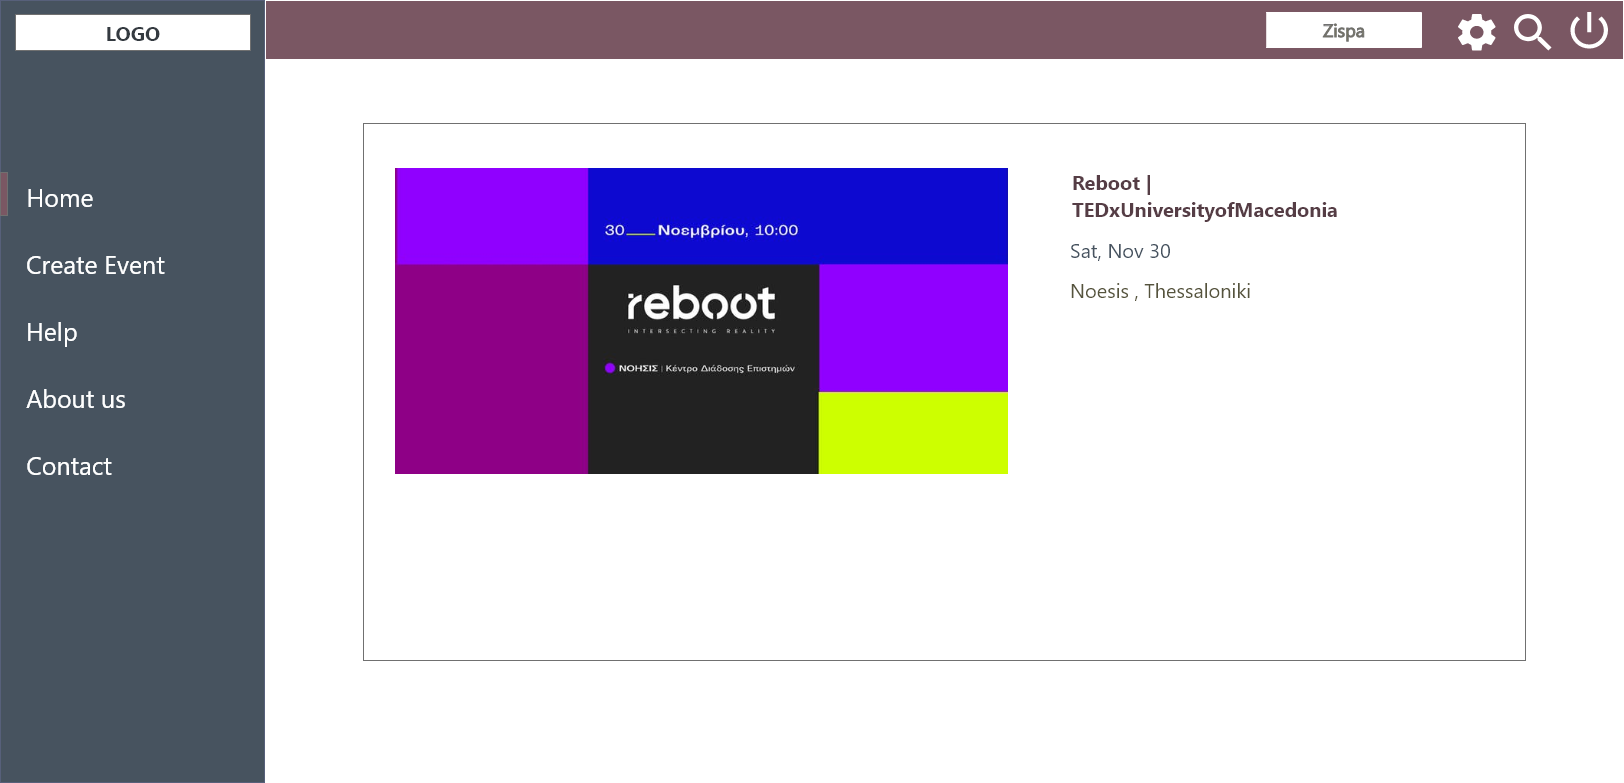 LOGO
Zispa
Home
Create Event
Help
About us
Contact
30 Νοεμβρίου, 10:00
reboot
INTERSECTING REALITY
ΝΟΗΣΙΣ | Κέντρο Διάδοσης Επιστημών
Reboot |
TEDxUniversityofMacedonia
Sat, Nov 30
Noesis , Thessaloniki